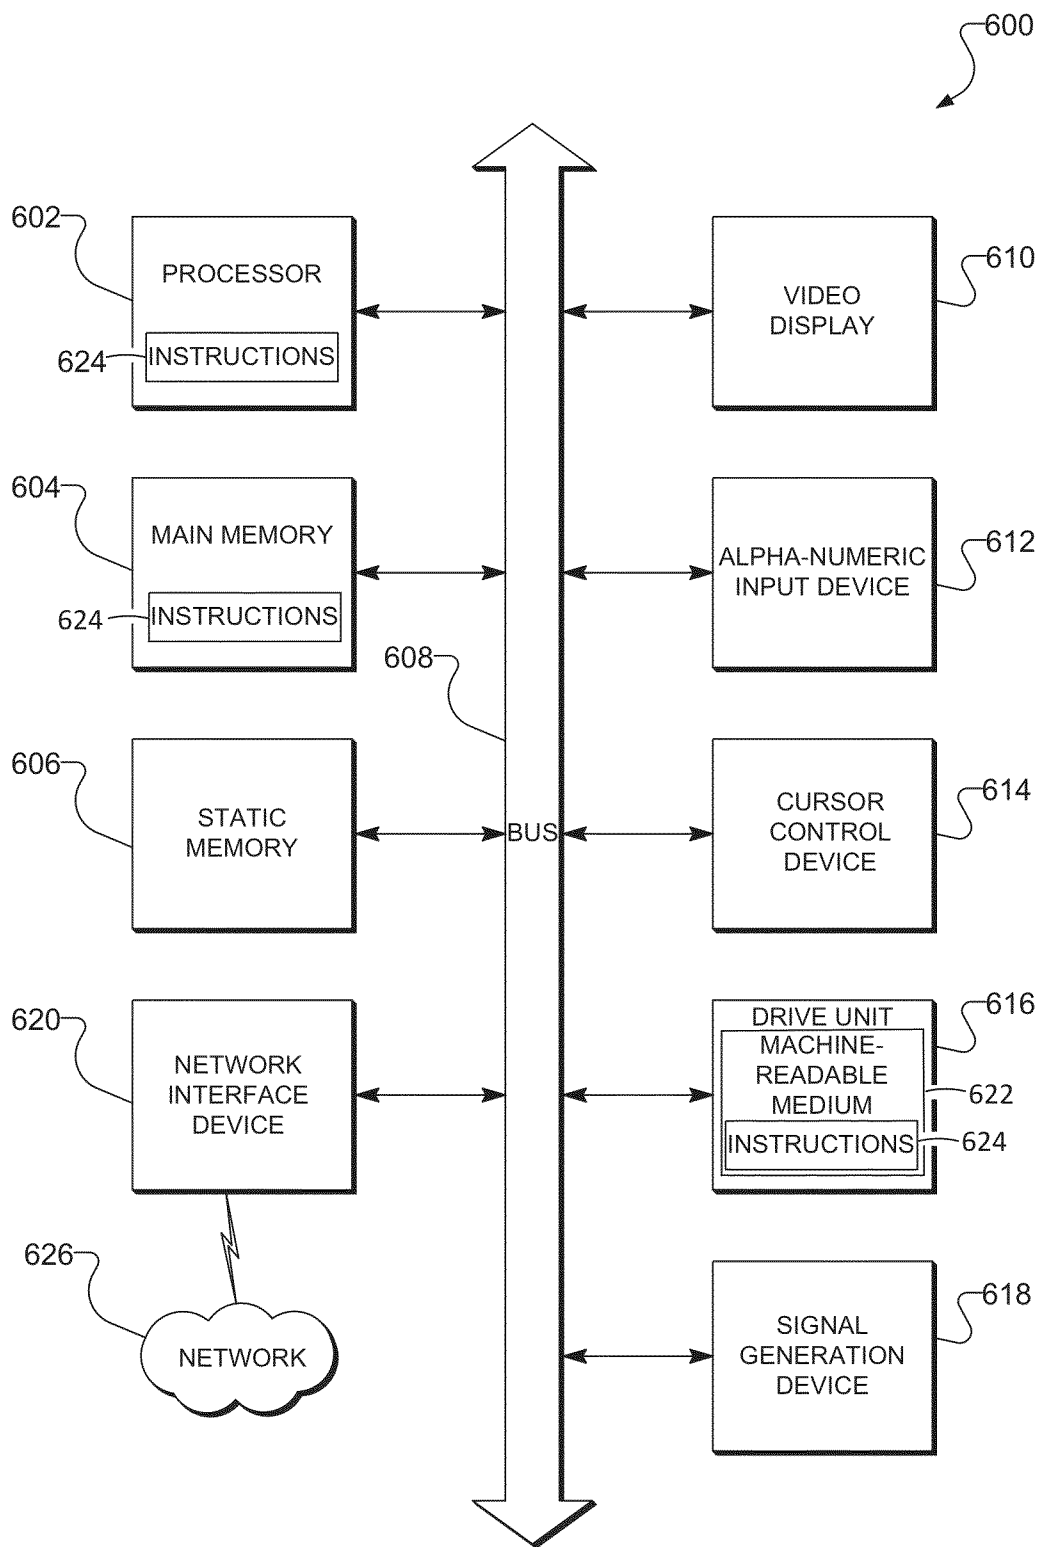 600
602
PROCESSOR
624
INSTRUCTIONS
604
MAIN MEMORY
624
INSTRUCTIONS
608
606
STATIC
MEMORY
BUS
620
NETWORK
INTERFACE
DEVICE
626
NETWORK
610
VIDEO
DISPLAY
612
ALPHA-NUMERIC
INPUT DEVICE
614
CURSOR
CONTROL
DEVICE
616
DRIVE UNIT
MACHINE-
READABLE
MEDIUM
622
INSTRUCTIONS
624
618
SIGNAL
GENERATION
DEVICE